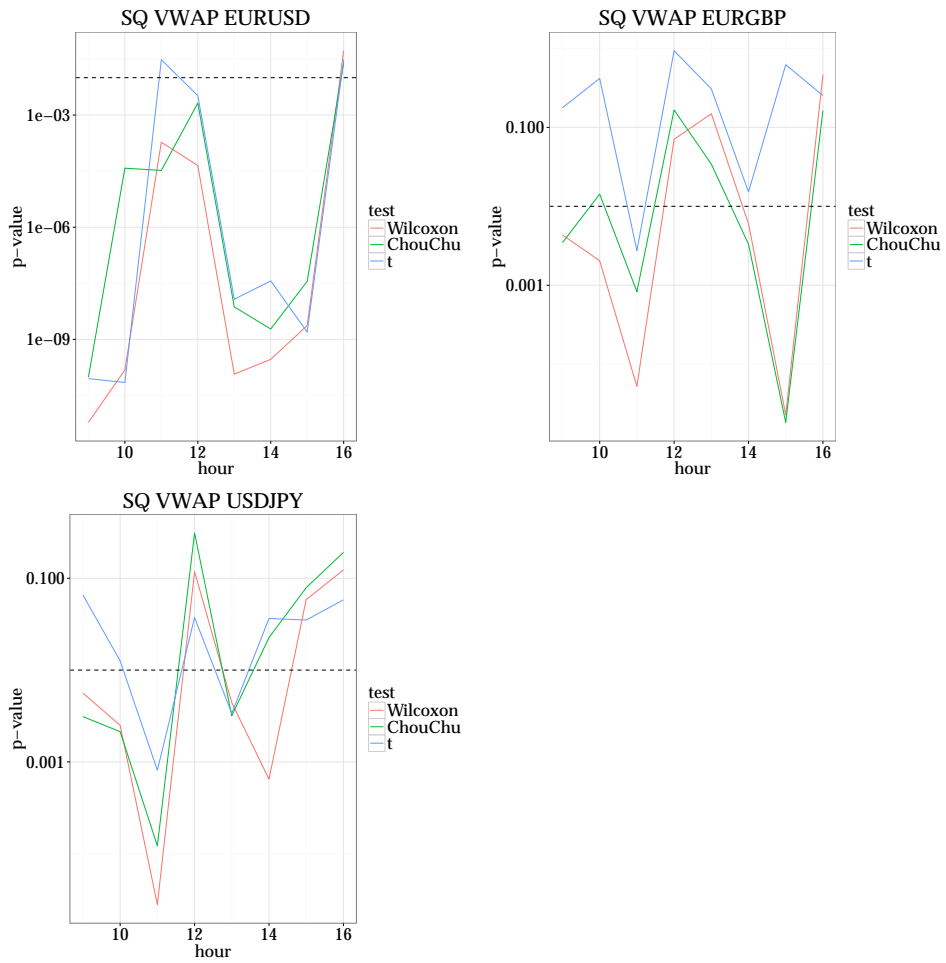 SQ VWAP EURUSD
p−value
1e−03
1e−06
1e−09
10
12
14
16
hour
test
Wilcoxon
ChouChu
t
SQ VWAP EURGBP
p−value
0.100
0.001
10
12
14
16
hour
test
Wilcoxon
ChouChu
t
SQ VWAP USDJPY
p−value
0.100
0.001
10
12
14
16
hour
test
Wilcoxon
ChouChu
t